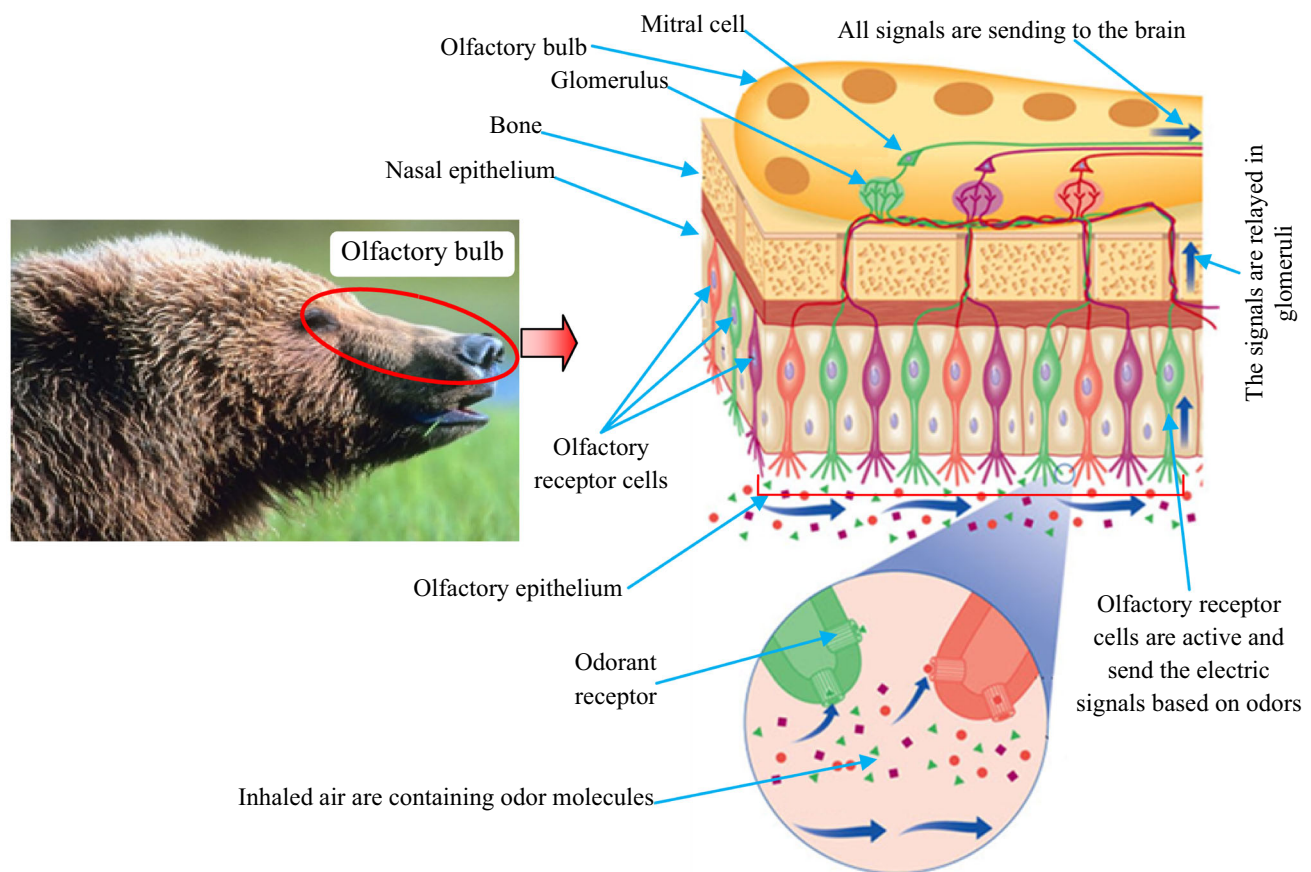 Mitral cell
All signals are sending to the brain
Olfactory bulb
Glomerulus
Bone
Nasal epithelium
Olfactory bulb
The signals are relayed in
glomeruli
Olfactory
receptor cells
Olfactory epithelium
Odorant
receptor
Olfactory receptor
cells are active and
send the electric
signals based on odors
Inhaled air are containing odor molecules